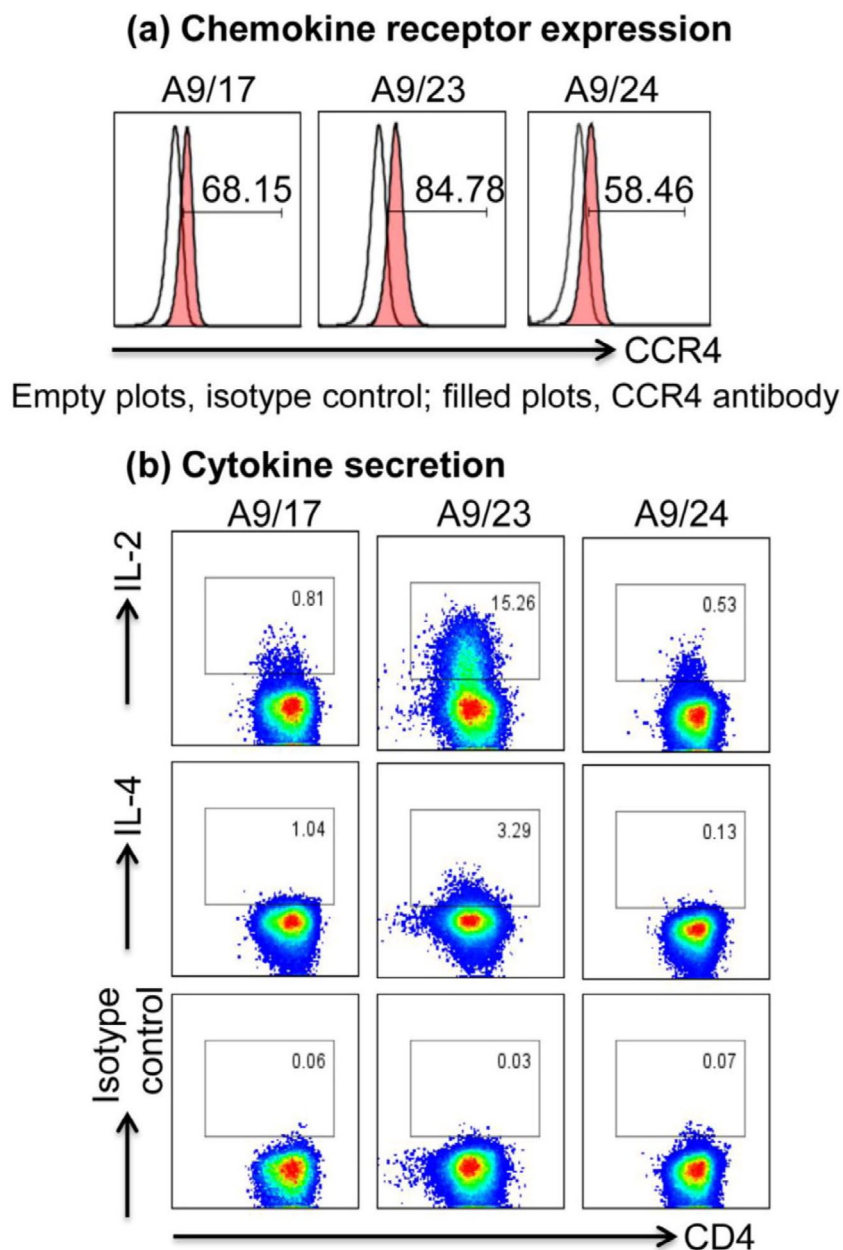 (a) Chemokine receptor expression
A9/17 A9/23 A9/24
68.15 84.78 58.46
CCR4
Empty plots, isotype control; filled plots, CCR4 antibody
(b) Cytokine secretion
A9/17 A9/23 A9/24
IL-2
0.81 15.26 0.53
IL-4
1.04 3.29 0.13
Isotype
control
0.06 0.03 0.07
CD4